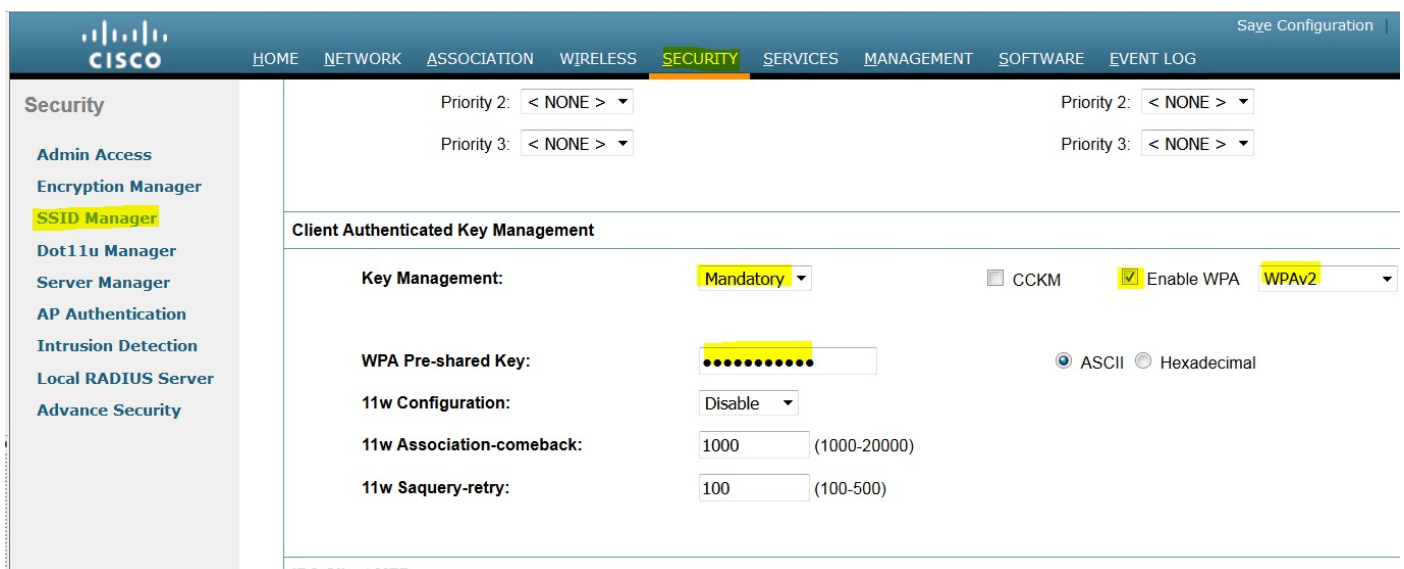 Save Configuration |
CISCO
HOME NETWORK ASSOCIATION WIRELESS SECURITY SERVICES MANAGEMENT SOFTWARE EVENT LOG
Security
Admin Access
Encryption Manager
SSID Manager
Dot11u Manager
Server Manager
AP Authentication
Intrusion Detection
Local RADIUS Server
Advance Security
Priority 2: < NONE > Priority 2: < NONE >
Priority 3: < NONE > Priority 3: < NONE >
Client Authenticated Key Management
Key Management: Mandatory CCKM Enable WPA WPAv2
WPA Pre-shared Key: ●●●●●●●●●●● ASCII Hexadecimal
11w Configuration: Disable
11w Association-comeback: 1000 (1000-20000)
11w Saquery-retry: 100 (100-500)